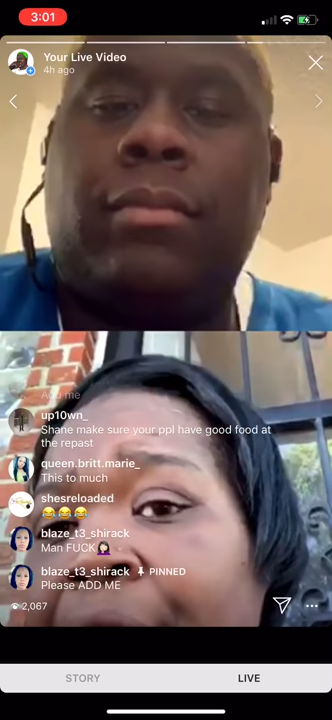 3:01
Your Live Video
4h ago
Add me
up10wn_
Shane make sure your ppl have good food at
the repast
queen.britt.marie_
This to much
shesreloaded
😂😂😂
blaze_t3_shirack
Man FUCK🤦🏻‍♀️
blaze_t3_shirack 📌 PINNED
Please ADD ME
2,067
STORY
LIVE